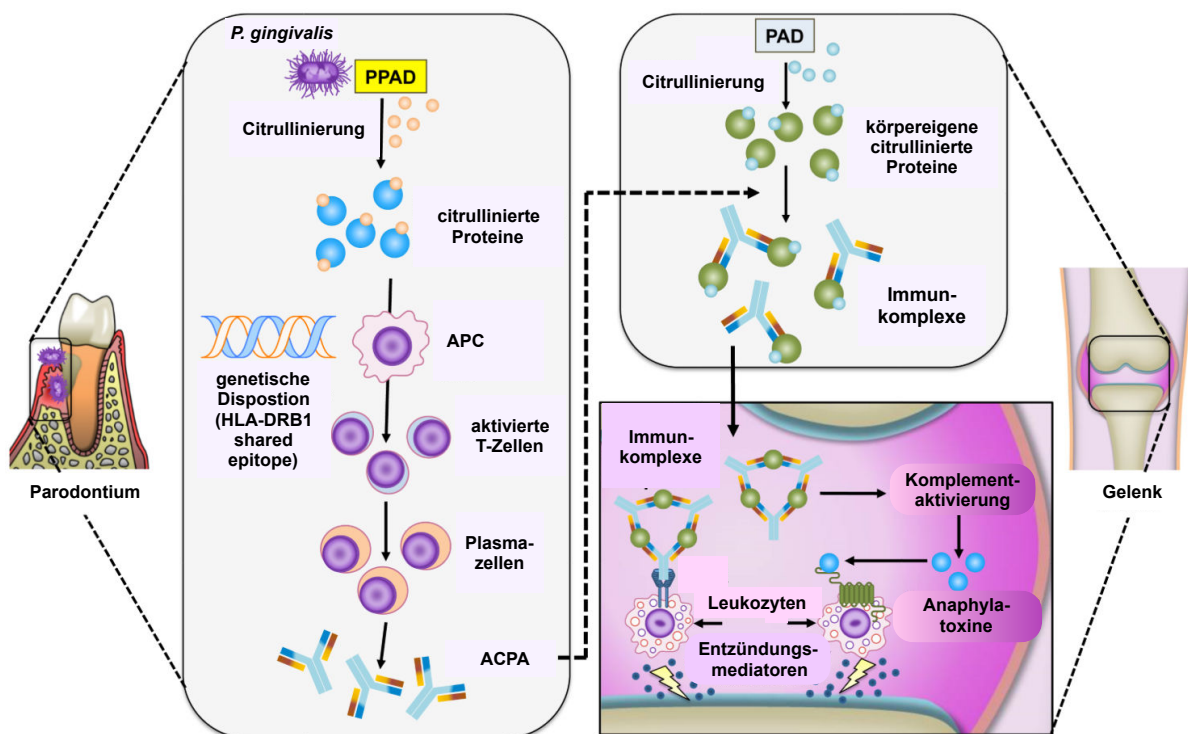 P. gingivalis
PPAD
Citrullinierung
citrullinierte
Proteine
APC
genetische
Dispostion
(HLA-DRB1
shared
epitope)
aktivierte
T-Zellen
Plasma-
zellen
ACPA
Parodontium
PAD
Citrullinierung
körpereigene
citrullinierte
Proteine
Immun-
komplexe
Immun-
komplexe
Komplement-
aktivierung
Leukozyten
Anaphyla-
toxine
Entzündungs-
mediatoren
Gelenk